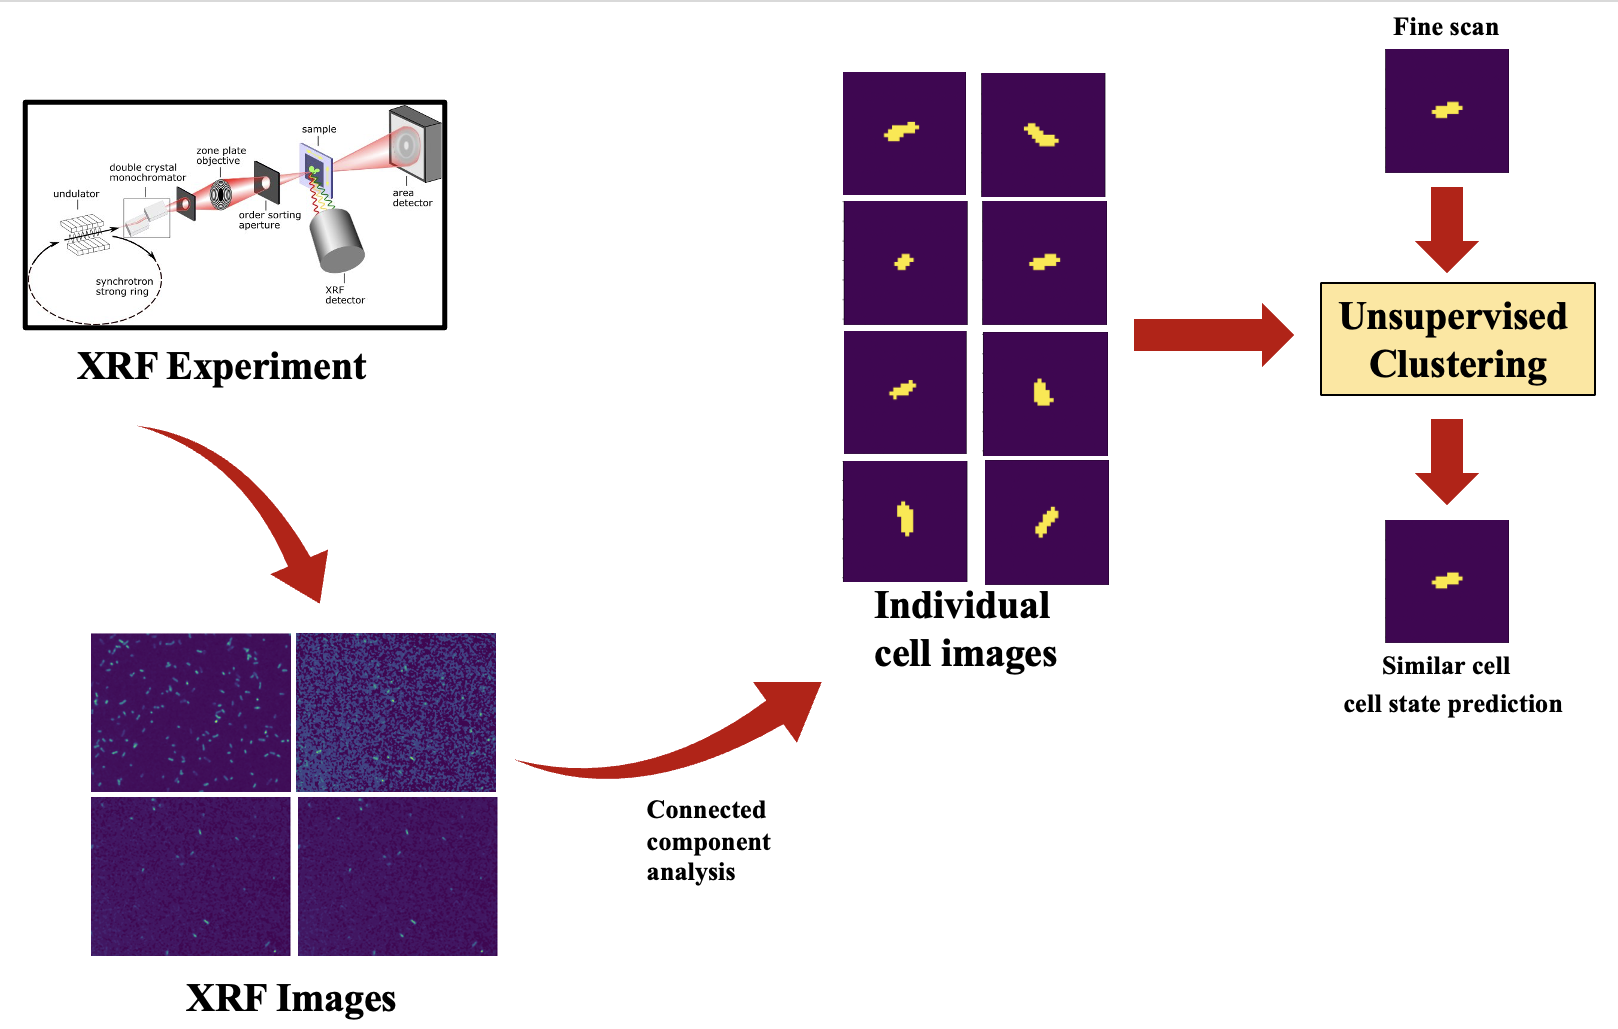 undulator
double crystal
monochromator
zone plate
objective
order sorting
aperture
sample
area
detector
XRF
detector
synchrotron
strong ring
XRF Experiment
XRF Images
Connected
component
analysis
Individual
cell images
Fine scan
Unsupervised
Clustering
Similar cell
cell state prediction